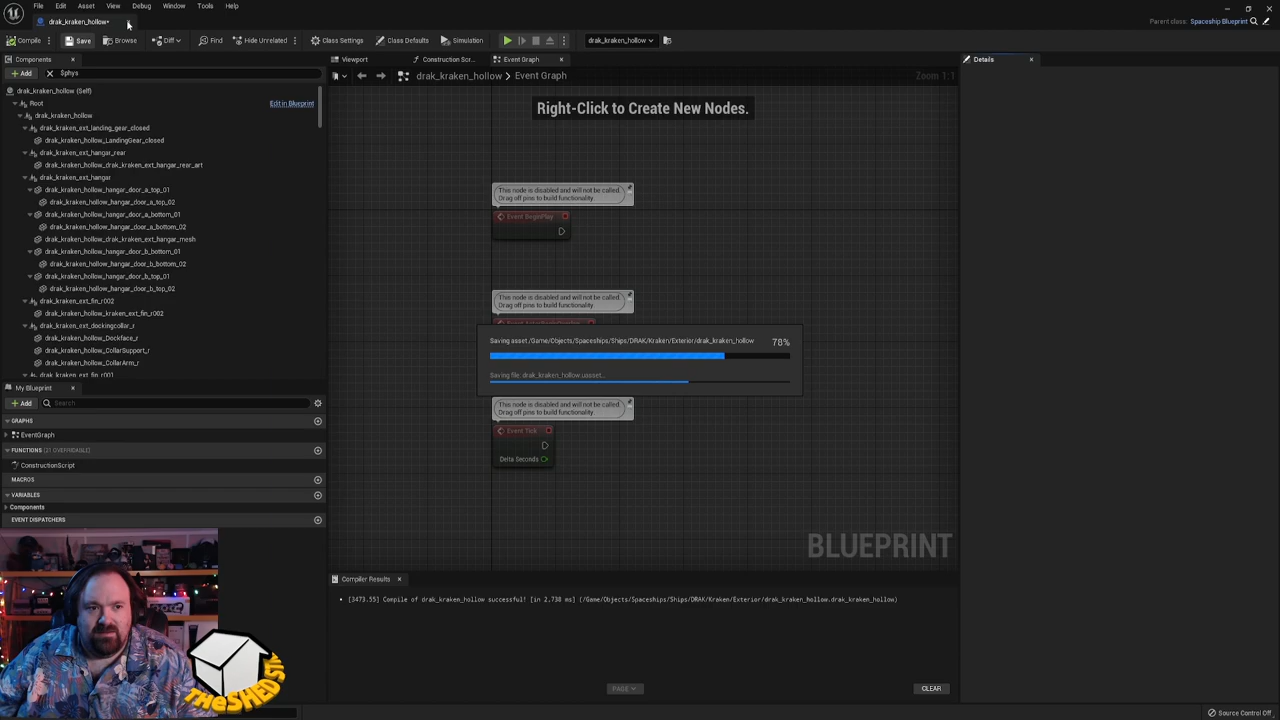 File Edit Asset View Debug Window Tools Help
drak_kraken_hollow•
Parent class: Spaceship Blueprint
Compile Save Browse Diff Find Hide Unrelated Class Settings Class Defaults Simulation drak_kraken_hollow
Components Viewport Construction Scr... Event Graph Details
+ Add $phys
drak_kraken_hollow > Event Graph Zoom 1:1
drak_kraken_hollow (Self)
Root Edit in Blueprint
drak_kraken_hollow
drak_kraken_ext_landing_gear_closed
drak_kraken_hollow_LandingGear_closed
drak_kraken_ext_hangar_rear
drak_kraken_hollow_drak_kraken_ext_hangar_rear_art
drak_kraken_ext_hangar
drak_kraken_hollow_hangar_door_a_top_01
drak_kraken_hollow_hangar_door_a_top_02
drak_kraken_hollow_hangar_door_a_bottom_01
drak_kraken_hollow_hangar_door_a_bottom_02
drak_kraken_hollow_drak_kraken_ext_hangar_mesh
drak_kraken_hollow_hangar_door_b_bottom_01
drak_kraken_hollow_hangar_door_b_bottom_02
drak_kraken_hollow_hangar_door_b_top_01
drak_kraken_hollow_hangar_door_b_top_02
drak_kraken_ext_fin_r002
drak_kraken_hollow_kraken_ext_fin_r002
drak_kraken_ext_dockingcollar_r
drak_kraken_hollow_Dockface_r
drak_kraken_hollow_CollarSupport_r
drak_kraken_hollow_CollarArm_r
drak_kraken_ext_fin_r001
My Blueprint
+ Add Search
GRAPHS
EventGraph
FUNCTIONS (21 OVERRIDABLE)
ConstructionScript
MACROS
VARIABLES
Components
EVENT DISPATCHERS
Right-Click to Create New Nodes.
This node is disabled and will not be called.
Drag off pins to build functionality.
Event BeginPlay
This node is disabled and will not be called.
Drag off pins to build functionality.
Saving asset /Game/Objects/Spaceships/Ships/DRAK/Kraken/Exterior/drak_kraken_hollow 78%
Saving file: drak_kraken_hollow.uasset...
This node is disabled and will not be called.
Drag off pins to build functionality.
Event Tick
Delta Seconds
BLUEPRINT
Compiler Results
• [3473.55] Compile of drak_kraken_hollow successful! [in 2,738 ms] (/Game/Objects/Spaceships/Ships/DRAK/Kraken/Exterior/drak_kraken_hollow.drak_kraken_hollow)
PAGE CLEAR
THESHEDS
Source Control Off